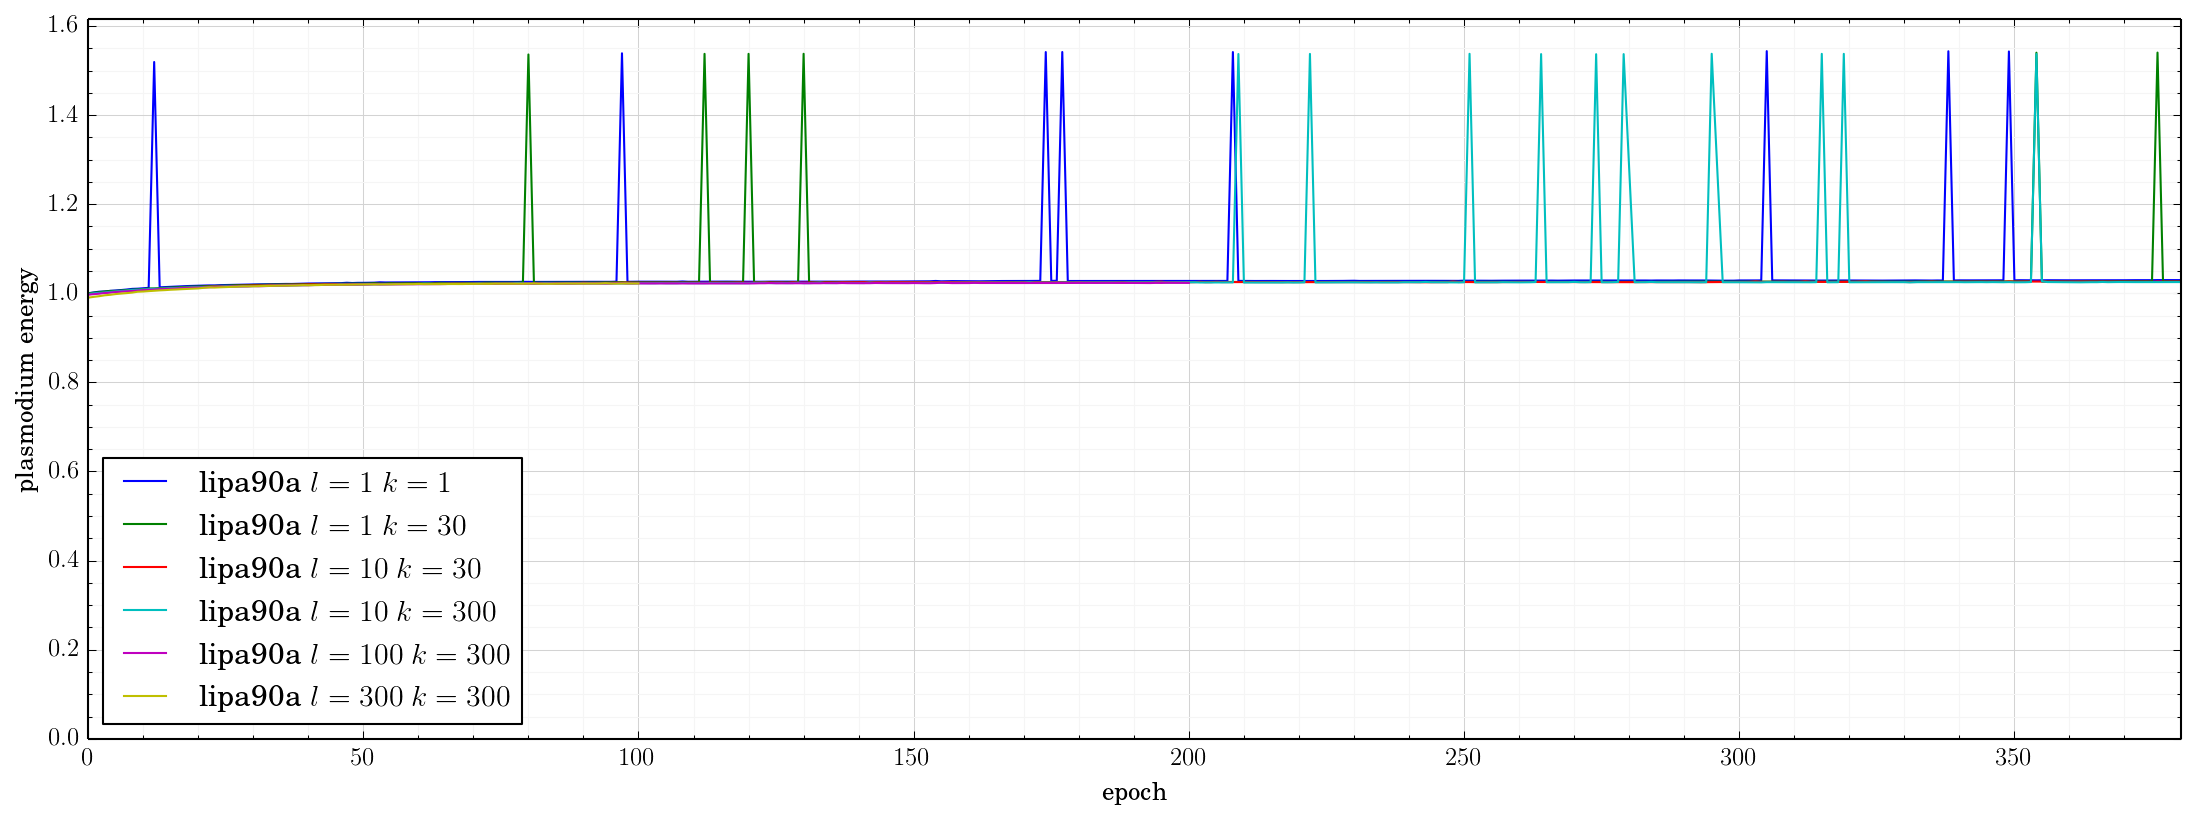 1.6
1.4
1.2
1.0
0.8
0.6
0.4
0.2
0.0
plasmodium energy
lipa90a l = 1 k = 1
lipa90a l = 1 k = 30
lipa90a l = 10 k = 30
lipa90a l = 10 k = 300
lipa90a l = 100 k = 300
lipa90a l = 300 k = 300
0 50 100 150 200 250 300 350
epoch